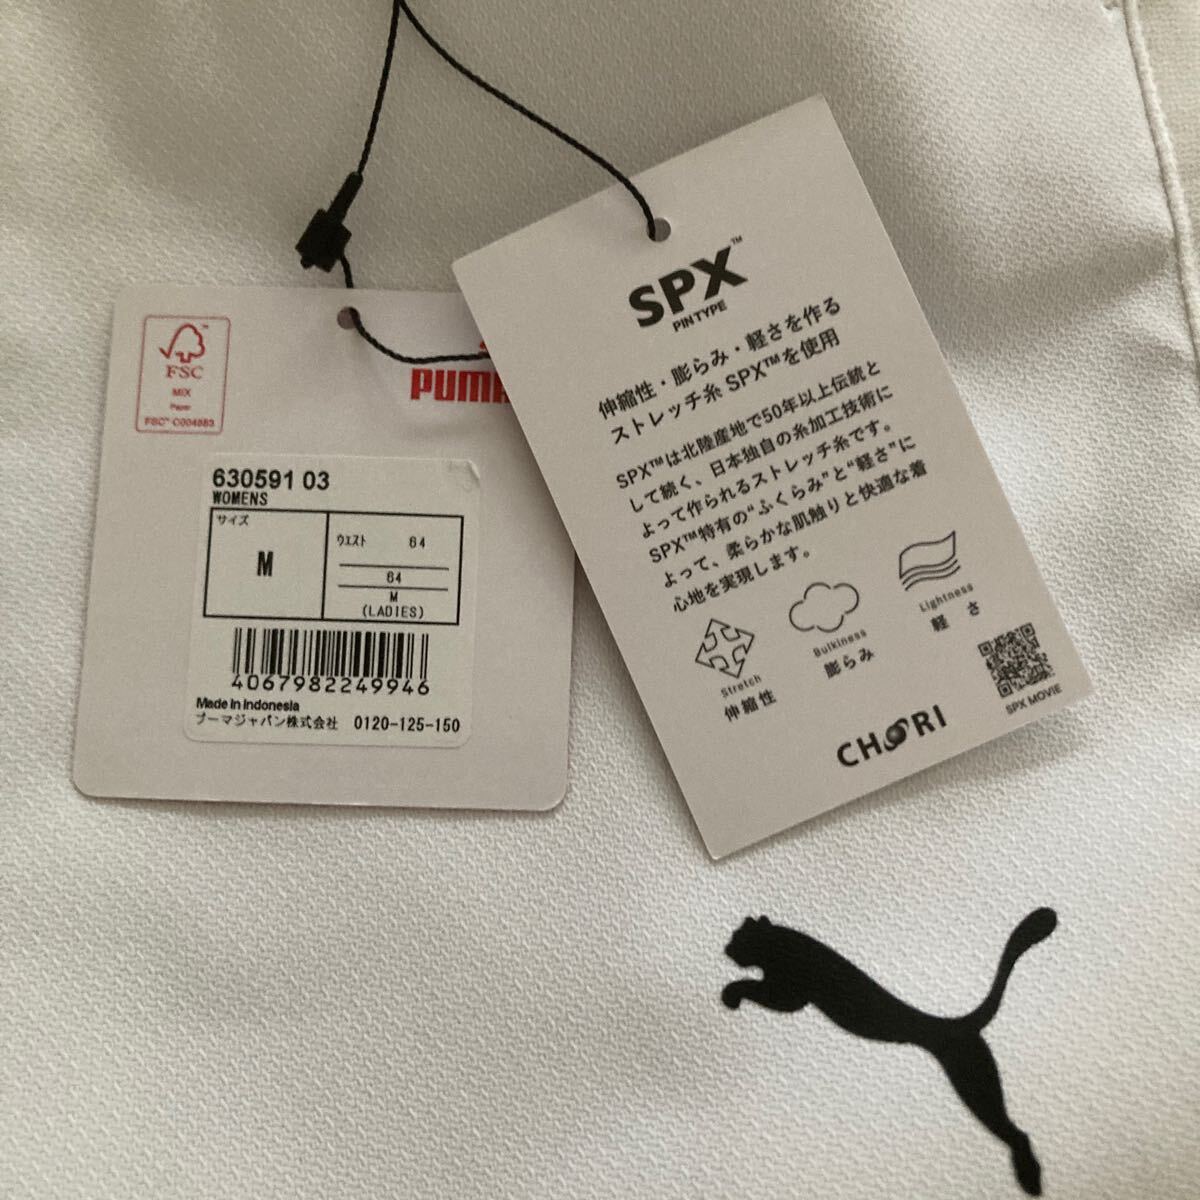 FSC
MIX
Paper
FSC™ C004883
PUMA
630591 03
WOMENS
サイズ
M
ウエスト 64
64
M
(LADIES)
4067982249946
Made in Indonesia
プーマジャパン株式会社 0120-125-150
SPX™
PIN TYPE
伸縮性・膨らみ・軽さを作る
ストレッチ糸 SPX™を使用
SPX™は北陸産地で50年以上伝統と
して続く、日本独自の糸加工技術に
よって作られるストレッチ糸です。
SPX™特有の“ふくらみ”と“軽さ”に
よって、柔らかな肌触りと快適な着
心地を実現します。
Stretch
伸縮性
Bulkiness
膨らみ
Lightness
軽さ
SPX MOVIE
CHORI